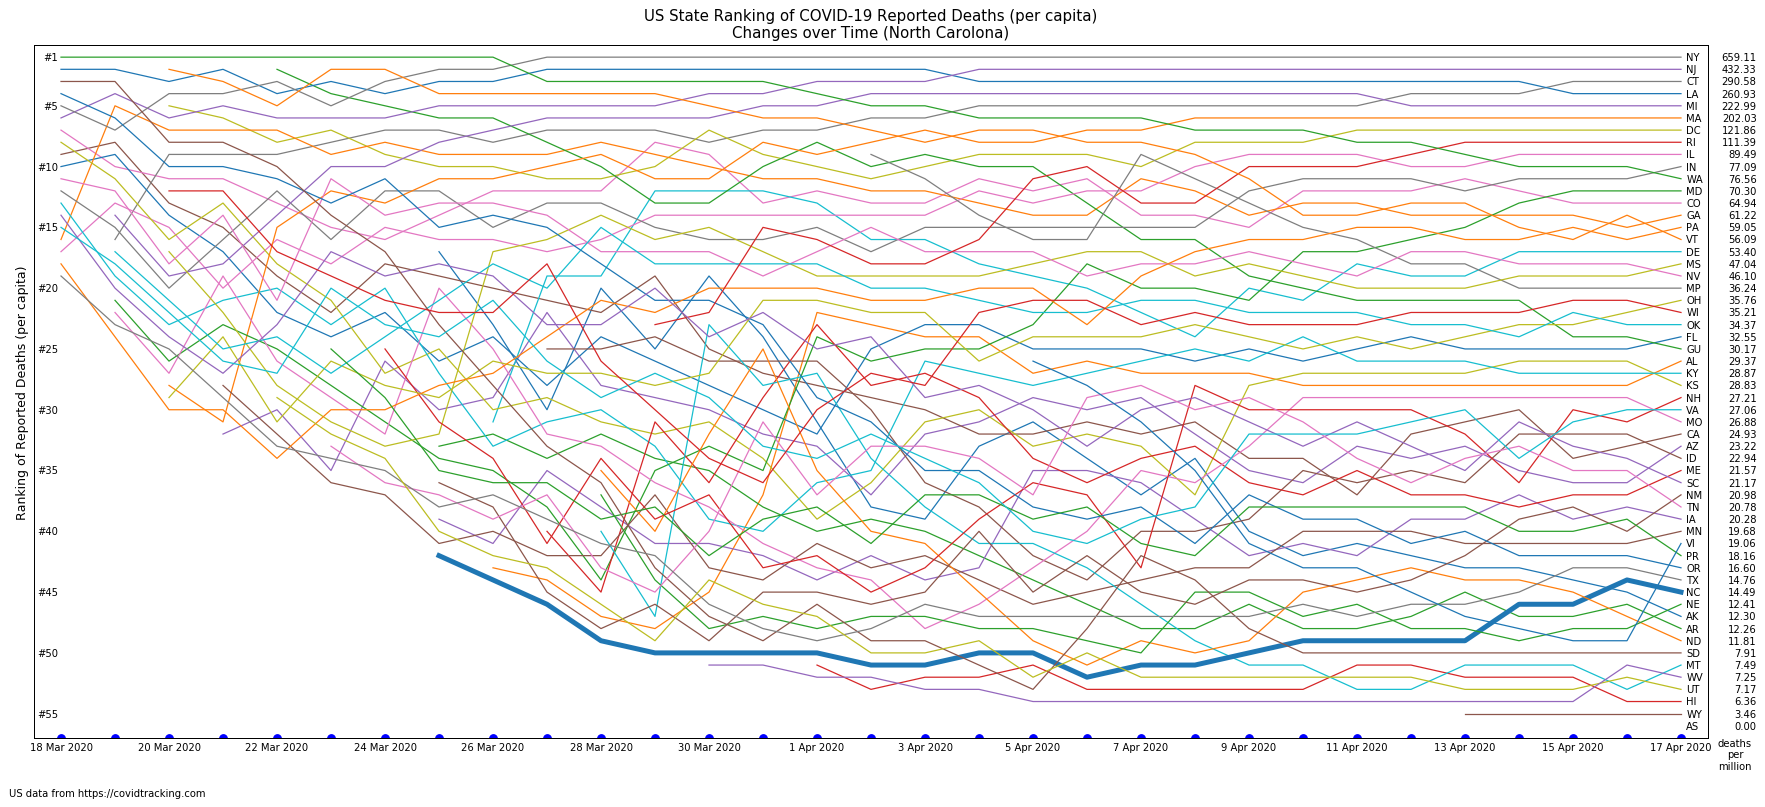 US State Ranking of COVID-19 Reported Deaths (per capita)
Changes over Time (North Carolona)
Ranking of Reported Deaths (per capita)
#1
#5
#10
#15
#20
#25
#30
#35
#40
#45
#50
#55
NY 659.11
NJ 432.33
CT 290.58
LA 260.93
MI 222.99
MA 202.03
DC 121.86
RI 111.39
IL 89.49
IN 77.09
WA 76.56
MD 70.30
CO 64.94
GA 61.22
PA 59.05
VT 56.09
DE 53.40
MS 47.04
NV 46.10
MP 36.24
OH 35.76
WI 35.21
OK 34.37
FL 32.55
GU 30.17
AL 29.37
KY 28.87
KS 28.83
NH 27.21
VA 27.06
MO 26.88
CA 24.93
AZ 23.22
ID 22.94
ME 21.57
SC 21.17
NM 20.98
TN 20.78
IA 20.28
MN 19.68
VI 19.06
PR 18.16
OR 16.60
TX 14.76
NC 14.49
NE 12.41
AK 12.30
AR 12.26
ND 11.81
SD 7.91
MT 7.49
WV 7.25
UT 7.17
HI 6.36
WY 3.46
AS 0.00
18 Mar 2020 20 Mar 2020 22 Mar 2020 24 Mar 2020 26 Mar 2020 28 Mar 2020 30 Mar 2020 1 Apr 2020 3 Apr 2020 5 Apr 2020 7 Apr 2020 9 Apr 2020 11 Apr 2020 13 Apr 2020 15 Apr 2020 17 Apr 2020
deaths
per
million
US data from https://covidtracking.com